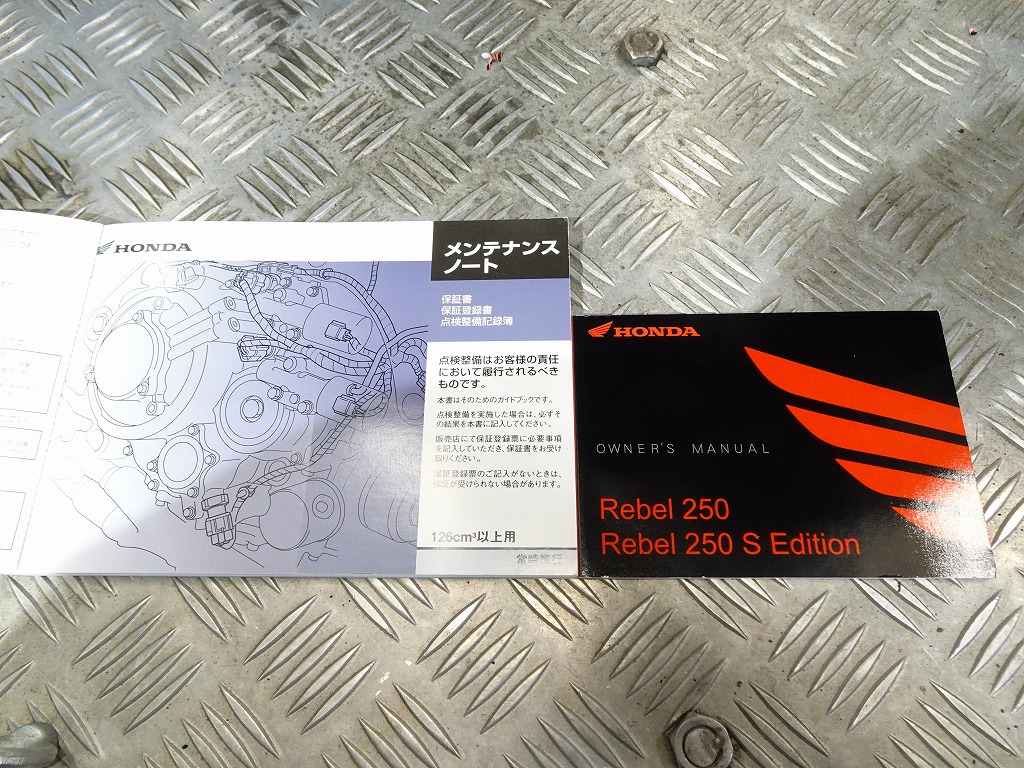 HONDA
メンテナンス
ノート
保証書
保証登録書
点検整備記録簿
点検整備はお客様の責任
において履行されるべき
ものです。
本書はそのためのガイドブックです。
点検整備を実施した場合は、必ずそ
の結果を本書に記入してください。
販売店にて保証登録票に必要事項
を記入していただき、保証書をお受け
取りください。
保証登録票のご記入がないときは、
保証が受けられない場合があります。
126cm³以上用
常時携行
HONDA
OWNER'S MANUAL
Rebel 250
Rebel 250 S Edition